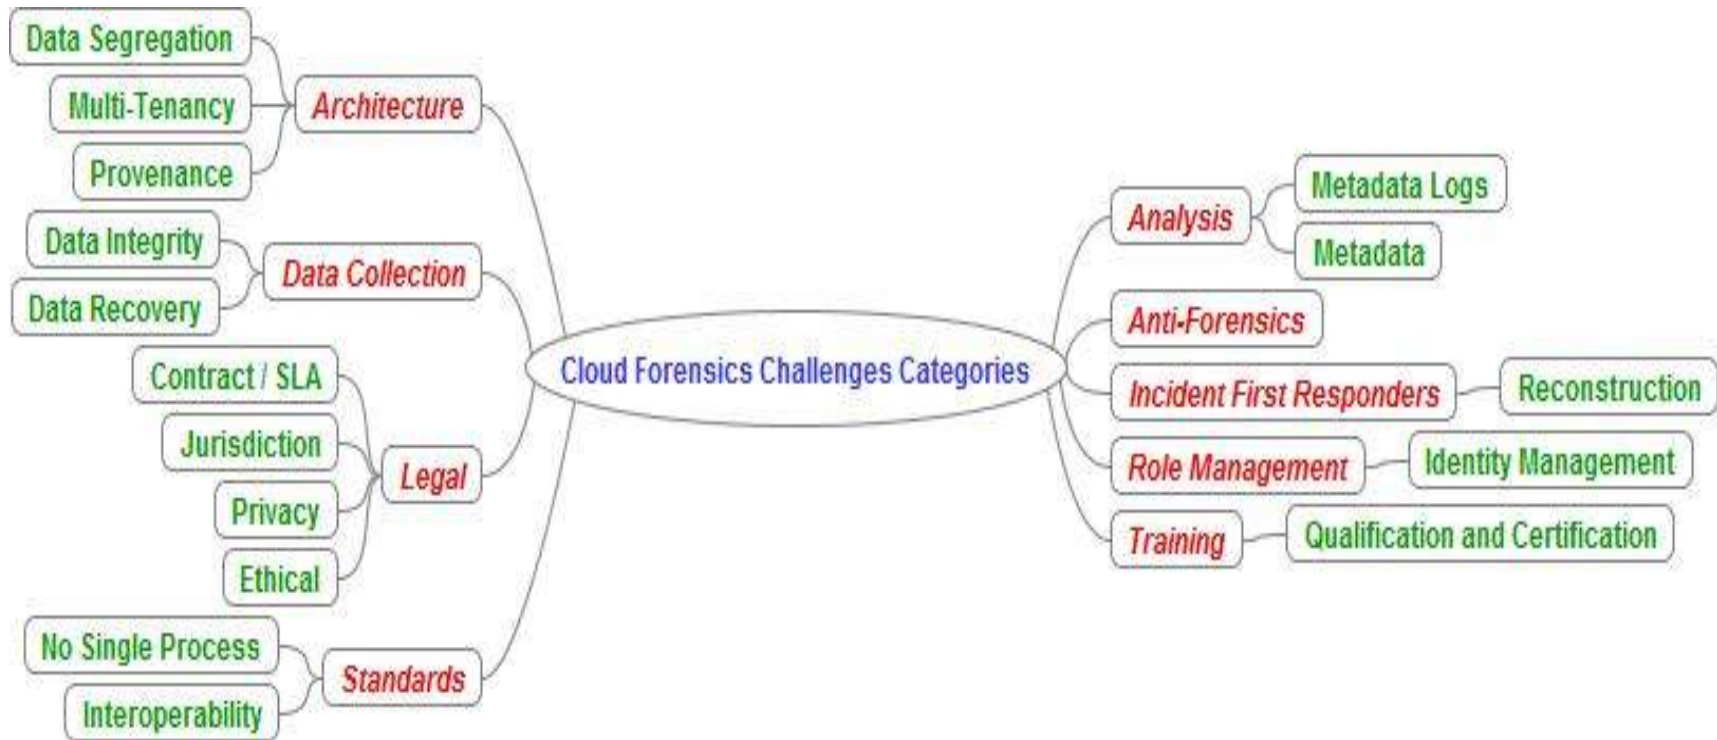 Data Segregation
Multi-Tenancy
Provenance
Architecture
Data Integrity
Data Recovery
Data Collection
Contract / SLA
Jurisdiction
Privacy
Ethical
Legal
No Single Process
Interoperability
Standards
Cloud Forensics Challenges Categories
Analysis
Metadata Logs
Metadata
Anti-Forensics
Incident First Responders
Reconstruction
Role Management
Identity Management
Training
Qualification and Certification